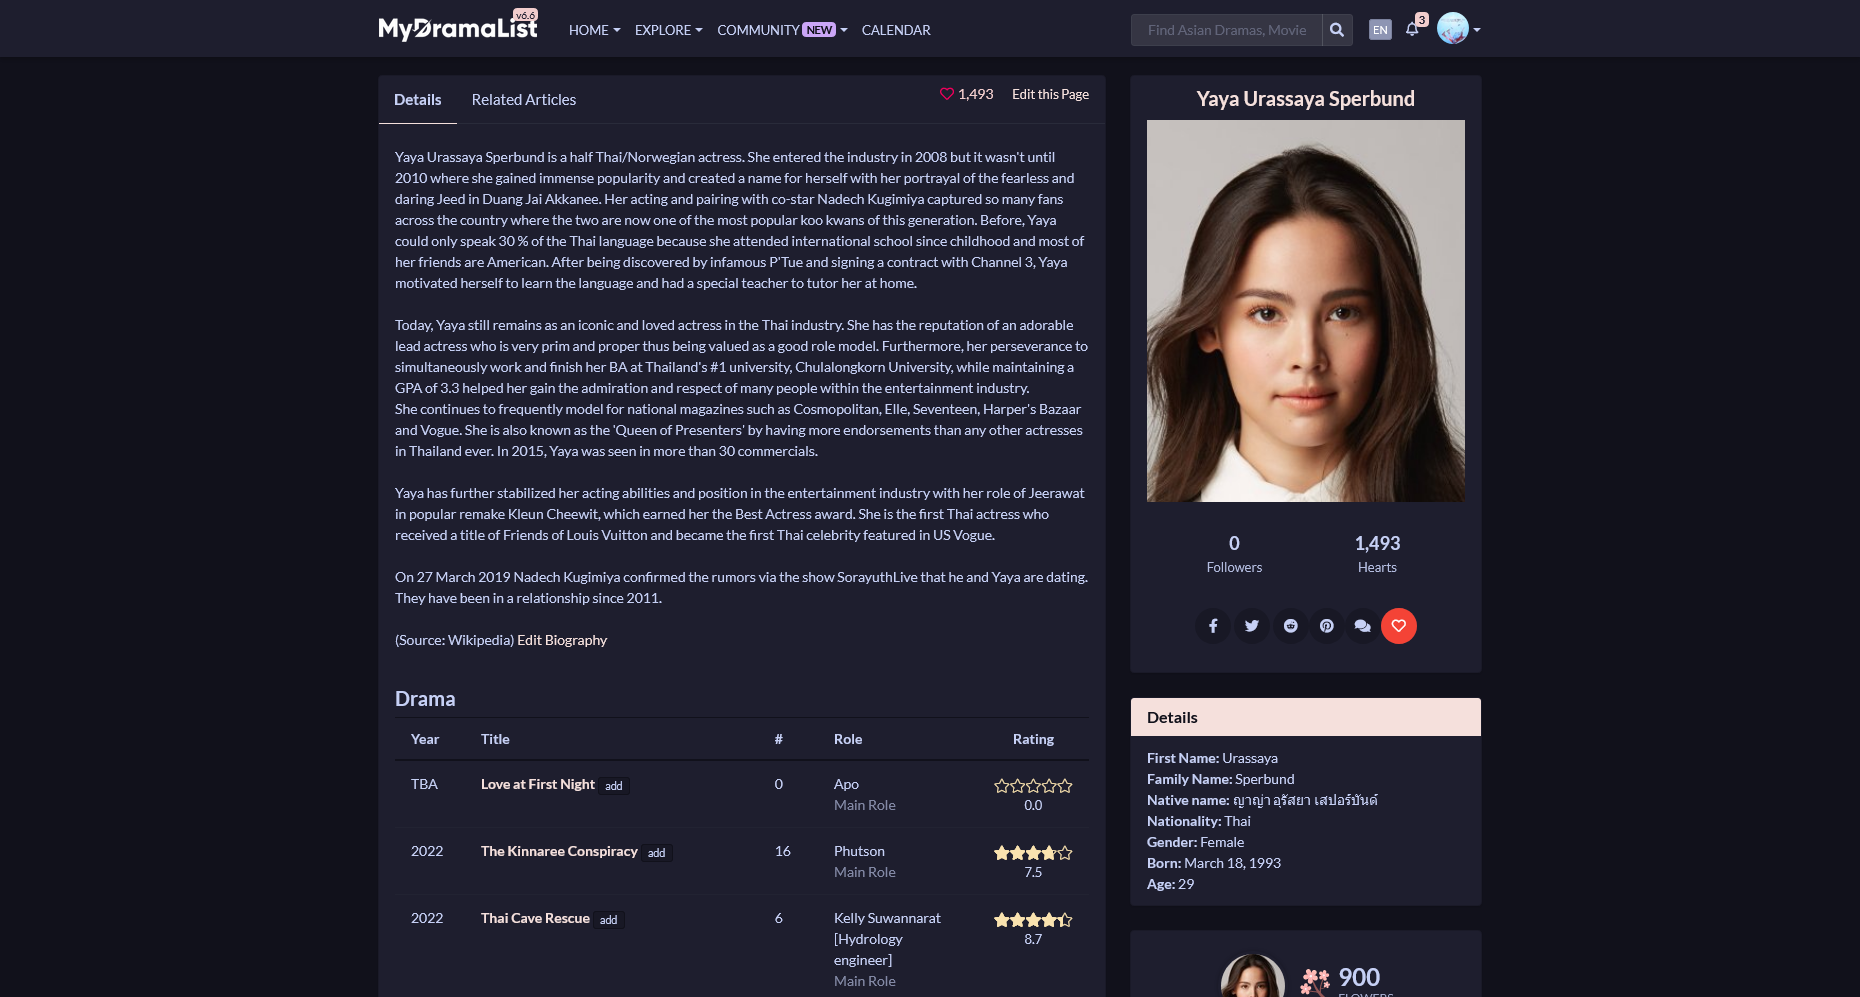 MyDramaList
v6.6
HOME
EXPLORE
COMMUNITY NEW
CALENDAR
Find Asian Dramas, Movie
EN
3
Details
Related Articles
1,493
Edit this Page
Yaya Urassaya Sperbund is a half Thai/Norwegian actress. She entered the industry in 2008 but it wasn't until
2010 where she gained immense popularity and created a name for herself with her portrayal of the fearless and
daring Jeed in Duang Jai Akkanee. Her acting and pairing with co-star Nadech Kugimiya captured so many fans
across the country where the two are now one of the most popular koo kwans of this generation. Before, Yaya
could only speak 30 % of the Thai language because she attended international school since childhood and most of
her friends are American. After being discovered by infamous P'Tue and signing a contract with Channel 3, Yaya
motivated herself to learn the language and had a special teacher to tutor her at home.
Today, Yaya still remains as an iconic and loved actress in the Thai industry. She has the reputation of an adorable
lead actress who is very prim and proper thus being valued as a good role model. Furthermore, her perseverance to
simultaneously work and finish her BA at Thailand's #1 university, Chulalongkorn University, while maintaining a
GPA of 3.3 helped her gain the admiration and respect of many people within the entertainment industry.
She continues to frequently model for national magazines such as Cosmopolitan, Elle, Seventeen, Harper's Bazaar
and Vogue. She is also known as the 'Queen of Presenters' by having more endorsements than any other actresses
in Thailand ever. In 2015, Yaya was seen in more than 30 commercials.
Yaya has further stabilized her acting abilities and position in the entertainment industry with her role of Jeerawat
in popular remake Kleun Cheewit, which earned her the Best Actress award. She is the first Thai actress who
received a title of Friends of Louis Vuitton and became the first Thai celebrity featured in US Vogue.
On 27 March 2019 Nadech Kugimiya confirmed the rumors via the show SorayuthLive that he and Yaya are dating.
They have been in a relationship since 2011.
(Source: Wikipedia) Edit Biography
Drama
Year Title # Role Rating
TBA Love at First Night add 0 Apo
Main Role 0.0
2022 The Kinnaree Conspiracy add 16 Phutson
Main Role 7.5
2022 Thai Cave Rescue add 6 Kelly Suwannarat
[Hydrology 8.7
engineer]
Main Role
Yaya Urassaya Sperbund
0 1,493
Followers Hearts
Details
First Name: Urassaya
Family Name: Sperbund
Native name: ญาญ่า อุรัสยา เสปอร์บันด์
Nationality: Thai
Gender: Female
Born: March 18, 1993
Age: 29
900
FLOWERS